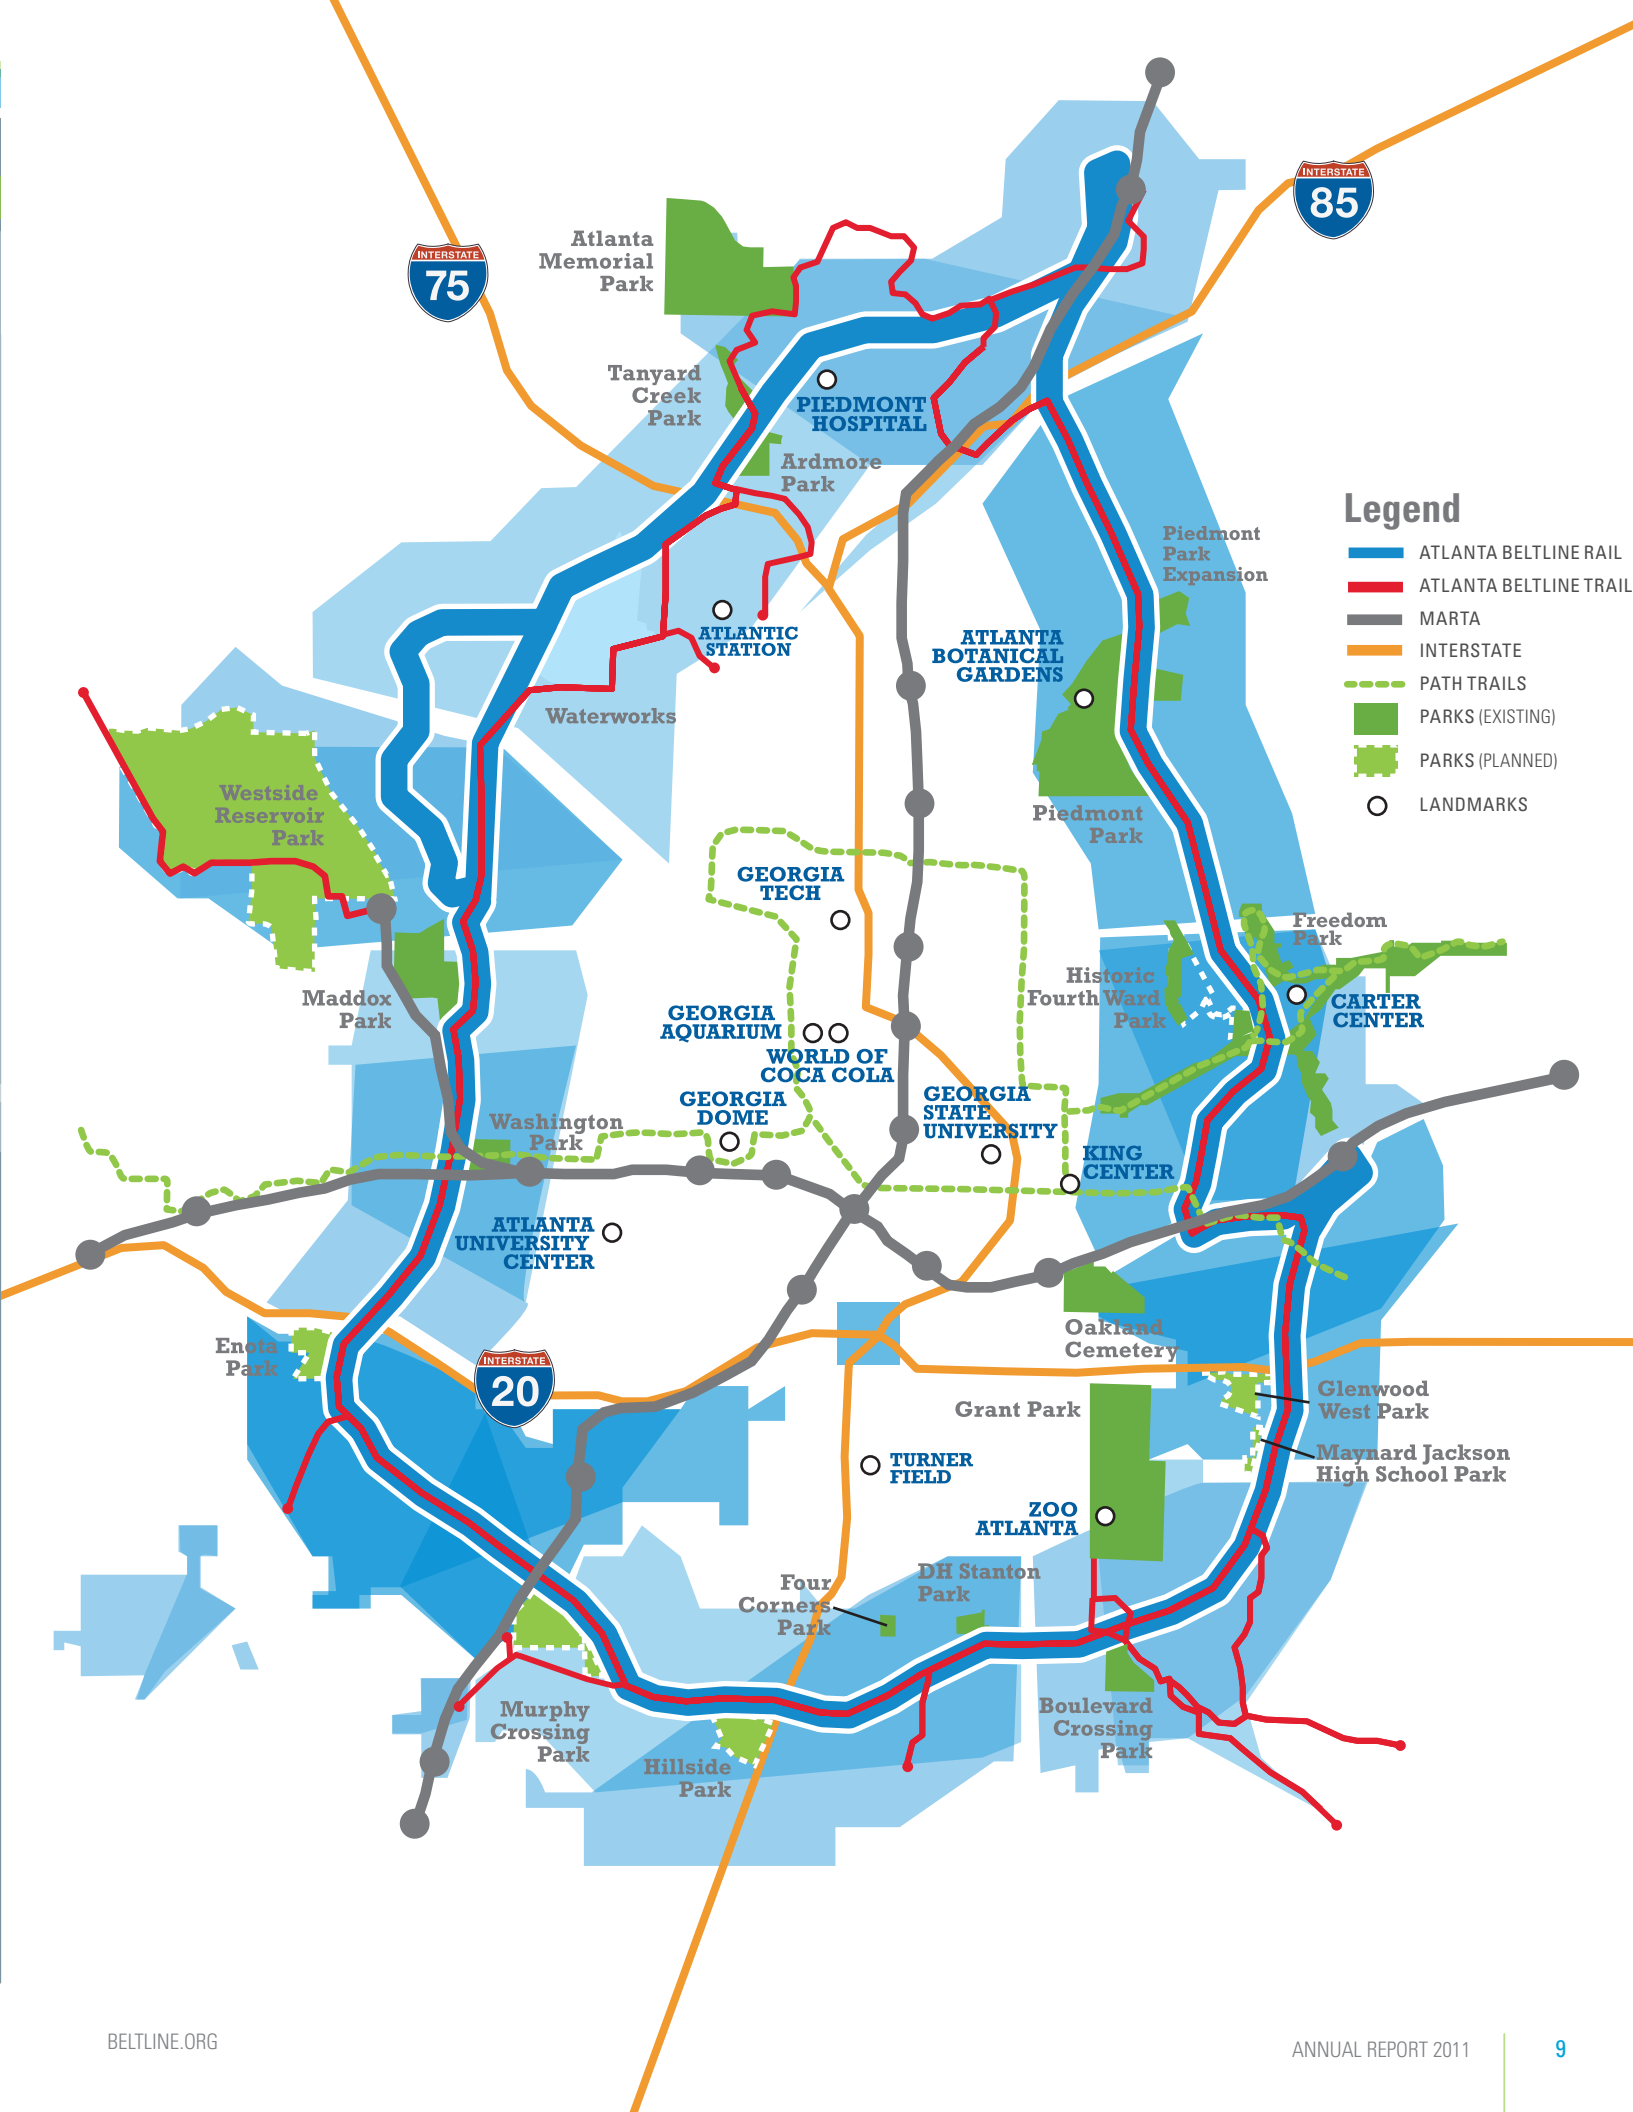 INTERSTATE
85
Atlanta
Memorial
Park
INTERSTATE
75
Tanyard
Creek
Park
PIEDMONT
HOSPITAL
Ardmore
Park
Legend
ATLANTA BELTLINE RAIL
ATLANTA BELTLINE TRAIL
MARTA
INTERSTATE
PATH TRAILS
PARKS (EXISTING)
PARKS (PLANNED)
LANDMARKS
Piedmont
Park
Expansion
ATLANTIC
STATION
ATLANTA
BOTANICAL
GARDENS
Waterworks
Westside
Reservoir
Park
Piedmont
Park
GEORGIA
TECH
Freedom
Park
Historic
Fourth Ward
Park
CARTER
CENTER
Maddox
Park
GEORGIA
AQUARIUM
WORLD OF
COCA COLA
GEORGIA
DOME
GEORGIA
STATE
UNIVERSITY
Washington
Park
KING
CENTER
ATLANTA
UNIVERSITY
CENTER
Enota
Park
INTERSTATE
20
Oakland
Cemetery
Grant Park
Glenwood
West Park
Maynard Jackson
High School Park
TURNER
FIELD
ZOO
ATLANTA
Four
Corners
Park
DH Stanton
Park
Murphy
Crossing
Park
Hillside
Park
Boulevard
Crossing
Park
BELTLINE.ORG
ANNUAL REPORT 2011
9